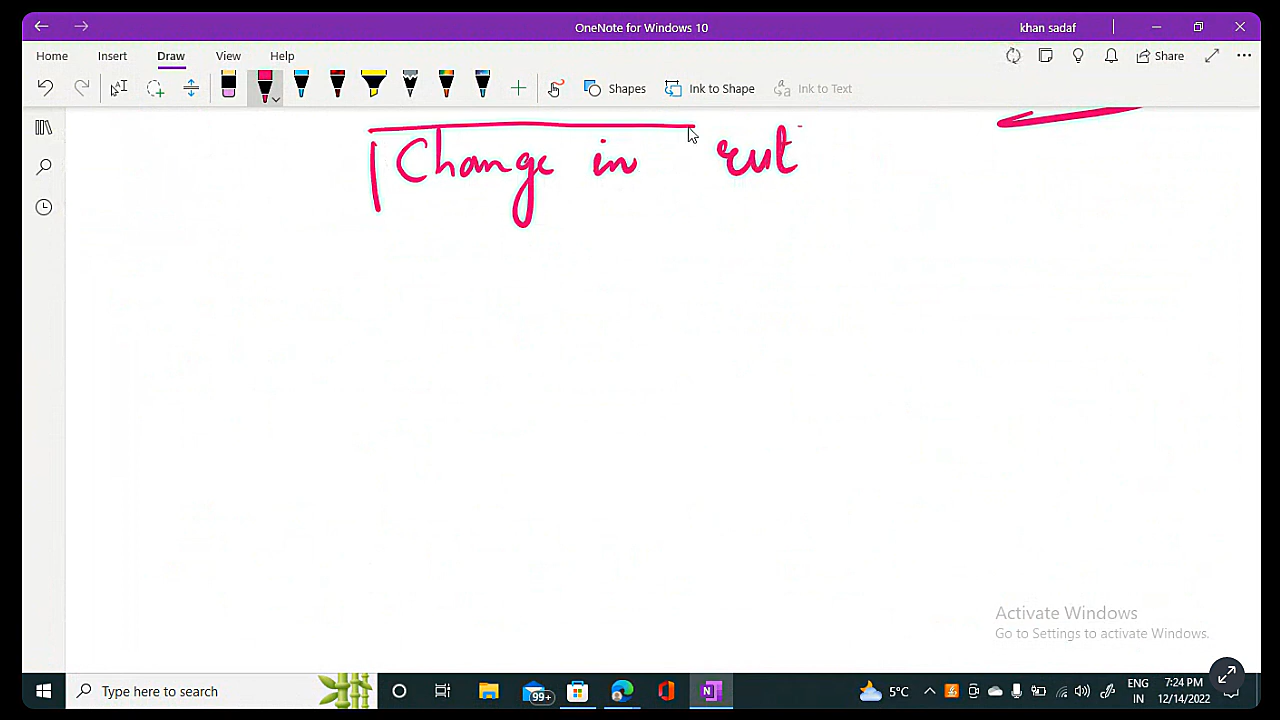 OneNote for Windows 10
khan sadaf
Home Insert Draw View Help
Share
Shapes
Ink to Shape
Ink to Text
Change in rut
Activate Windows
Go to Settings to activate Windows.
Type here to search
99+
5°C
ENG
IN
7:24 PM
12/14/2022